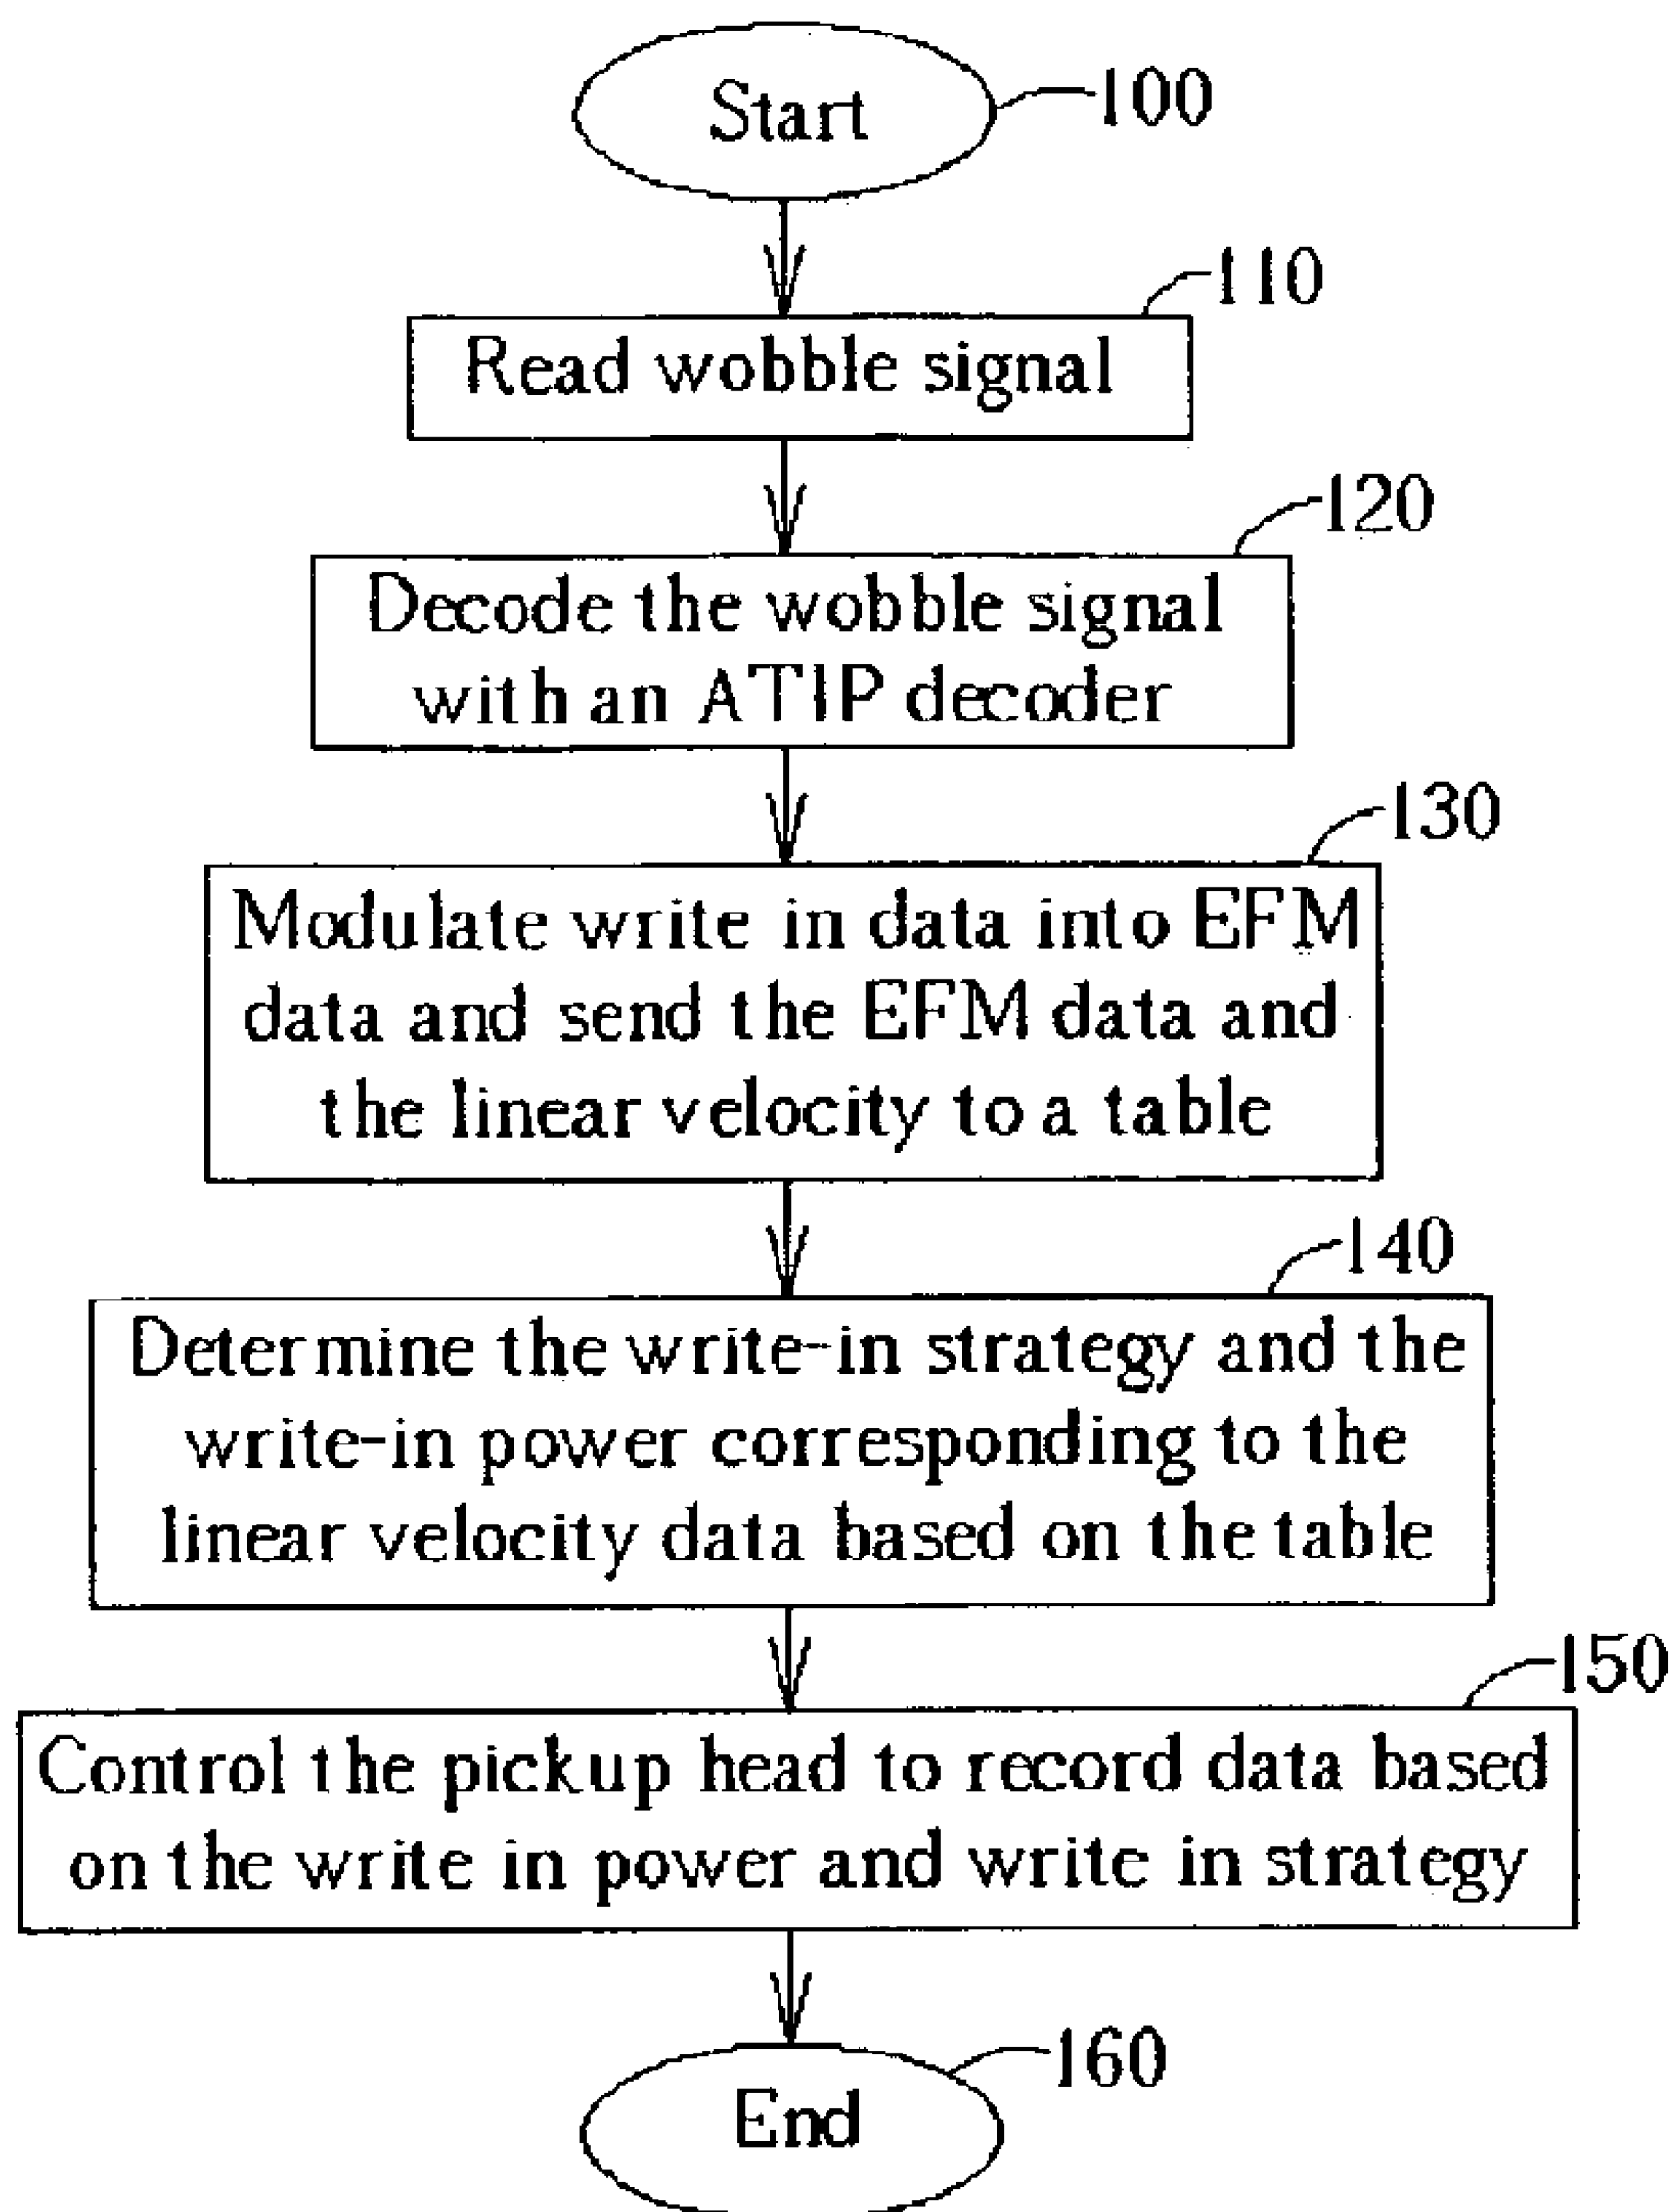 Start
100
110
Read wobble signal
120
Decode the wobble signal
with an ATIP decoder
130
Modulate write in data into EFM
data and send the EFM data and
the linear velocity to a table
140
Determine the write-in strategy and the
write-in power corresponding to the
linear velocity data based on the table
150
Control the pickup head to record data based
on the write in power and write in strategy
160
End